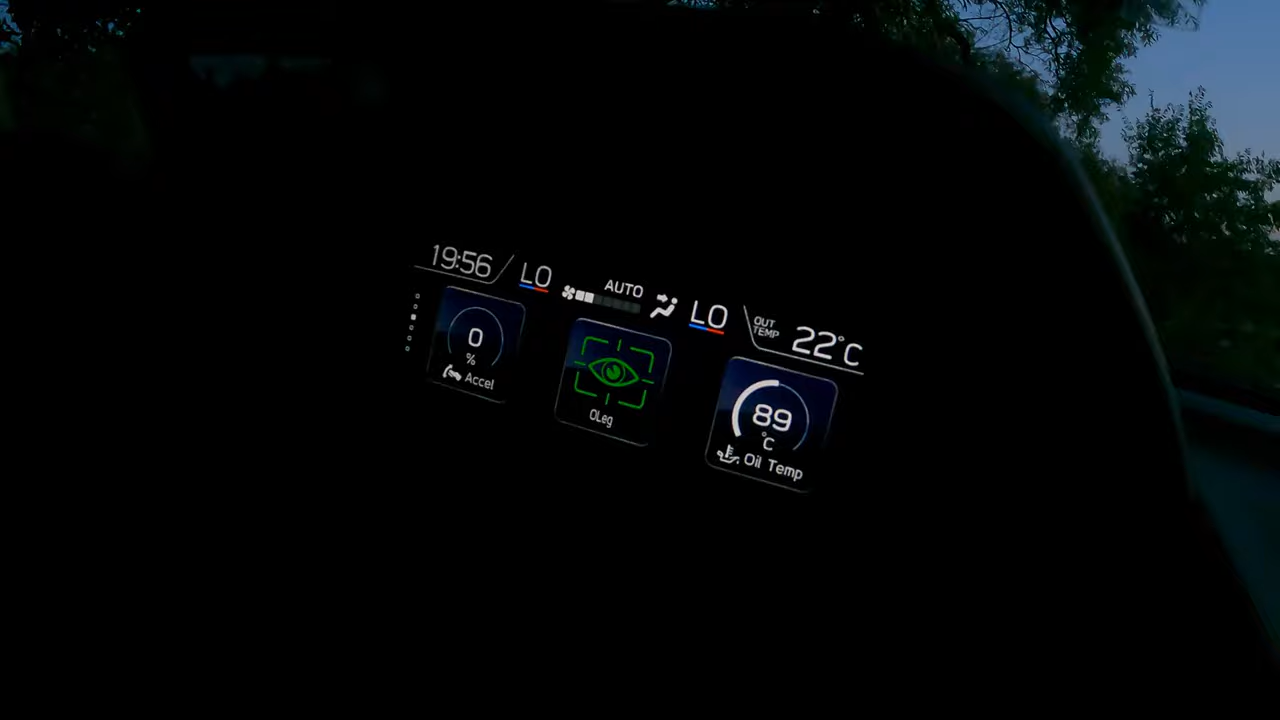 19:56
LO
AUTO
LO
OUT
TEMP
22°C
0
%
Accel
OLeg
89
°C
Oil Temp